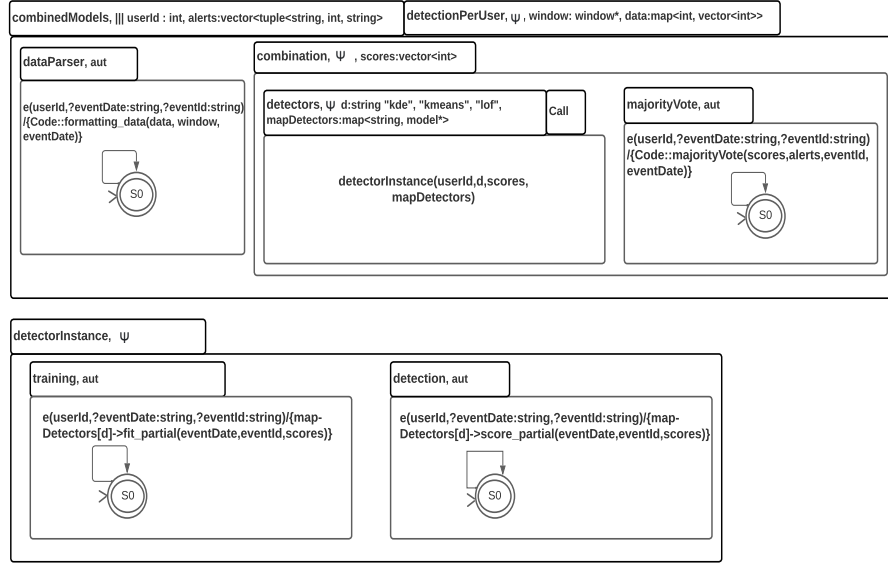 combinedModels, ||| userId : int, alerts:vector<tuple<string, int, string>
detectionPerUser, Ψ , window: window*, data:map<int, vector<int>>
dataParser, aut
e(userId,?eventDate:string,?eventId:string)
/{Code::formatting_data(data, window,
eventDate)}
S0
combination, Ψ , scores:vector<int>
detectors, Ψ d:string "kde", "kmeans", "lof",
mapDetectors:map<string, model*>
Call
detectorInstance(userId,d,scores,
mapDetectors)
majorityVote, aut
e(userId,?eventDate:string,?eventId:string)
/{Code::majorityVote(scores,alerts,eventId,
eventDate)}
S0
detectorInstance, Ψ
training, aut
e(userId,?eventDate:string,?eventId:string)/{map-
Detectors[d]->fit_partial(eventDate,eventId,scores)}
S0
detection, aut
e(userId,?eventDate:string,?eventId:string)/{map-
Detectors[d]->score_partial(eventDate,eventId,scores)}
S0